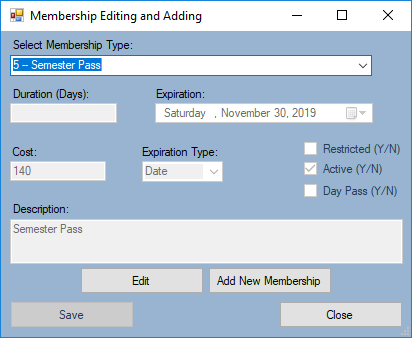 Membership Editing and Adding
Select Membership Type:
5 -- Semester Pass
Duration (Days):
Expiration:
Saturday , November 30, 2019
Cost:
Expiration Type:
Restricted (Y/N)
140
Date
Active (Y/N)
Day Pass (Y/N)
Description:
Semester Pass
Edit
Add New Membership
Save
Close